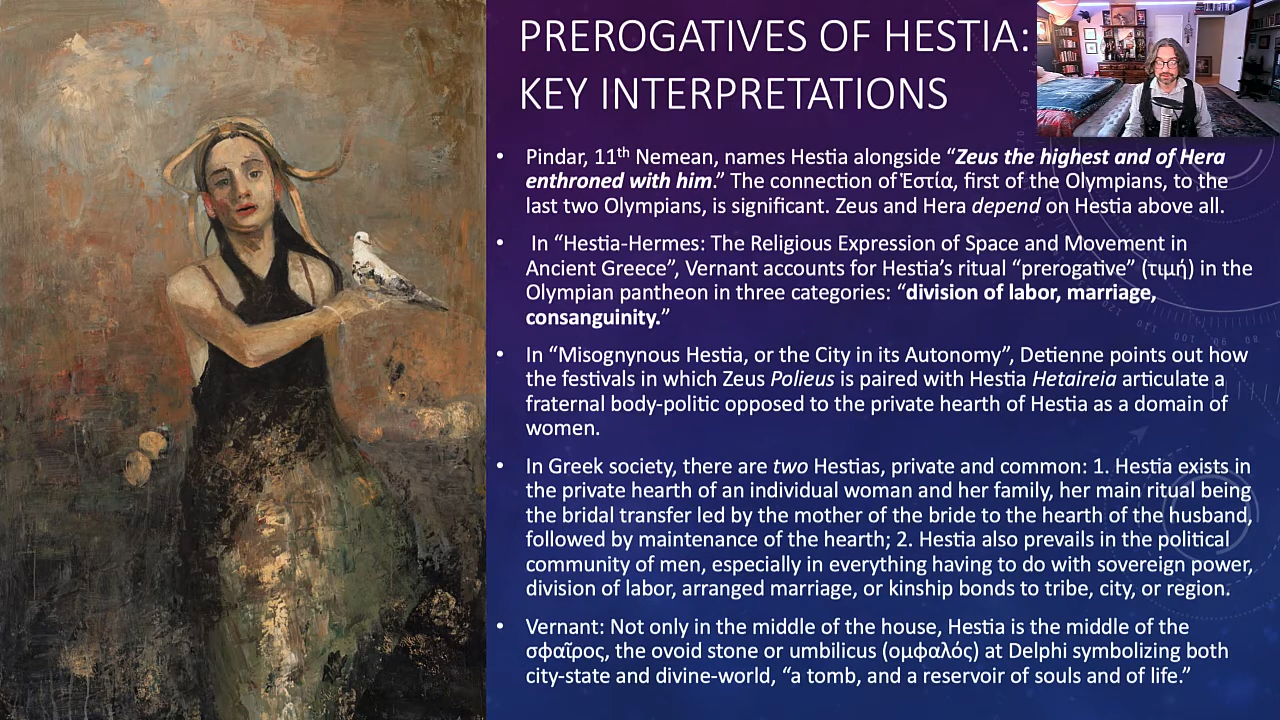 PREROGATIVES OF HESTIA:
KEY INTERPRETATIONS
• Pindar, 11th Nemean, names Hestia alongside “Zeus the highest and of Hera
enthroned with him.” The connection of Ἑστία, first of the Olympians, to the
last two Olympians, is significant. Zeus and Hera depend on Hestia above all.
• In “Hestia-Hermes: The Religious Expression of Space and Movement in
Ancient Greece”, Vernant accounts for Hestia’s ritual “prerogative” (τιμή) in the
Olympian pantheon in three categories: “division of labor, marriage,
consanguinity.”
• In “Misognynous Hestia, or the City in its Autonomy”, Detienne points out how
the festivals in which Zeus Polieus is paired with Hestia Hetaireia articulate a
fraternal body-politic opposed to the private hearth of Hestia as a domain of
women.
• In Greek society, there are two Hestias, private and common: 1. Hestia exists in
the private hearth of an individual woman and her family, her main ritual being
the bridal transfer led by the mother of the bride to the hearth of the husband,
followed by maintenance of the hearth; 2. Hestia also prevails in the political
community of men, especially in everything having to do with sovereign power,
division of labor, arranged marriage, or kinship bonds to tribe, city, or region.
• Vernant: Not only in the middle of the house, Hestia is the middle of the
σφαῖρος, the ovoid stone or umbilicus (ομφαλός) at Delphi symbolizing both
city-state and divine-world, “a tomb, and a reservoir of souls and of life.”